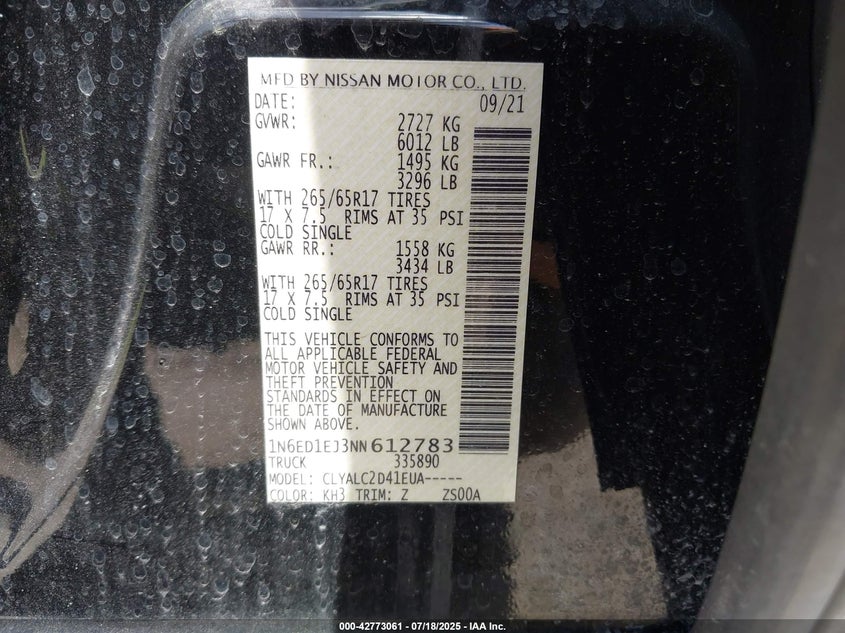 MFD BY NISSAN MOTOR CO., LTD.
DATE: 09/21
GVWR: 2727 KG
6012 LB
GAWR FR.: 1495 KG
3296 LB
WITH 265/65R17 TIRES
17 X 7.5 RIMS AT 35 PSI
COLD SINGLE
GAWR RR.: 1558 KG
3434 LB
WITH 265/65R17 TIRES
17 X 7.5 RIMS AT 35 PSI
COLD SINGLE
THIS VEHICLE CONFORMS TO
ALL APPLICABLE FEDERAL
MOTOR VEHICLE SAFETY AND
THEFT PREVENTION
STANDARDS IN EFFECT ON
THE DATE OF MANUFACTURE
SHOWN ABOVE.
1N6ED1EJ3NN612783
TRUCK 335890
MODEL: CLYALC2D41EUA-----
COLOR: KH3 TRIM: Z ZS00A
000-42773061 - 07/18/2025 - IAA Inc.